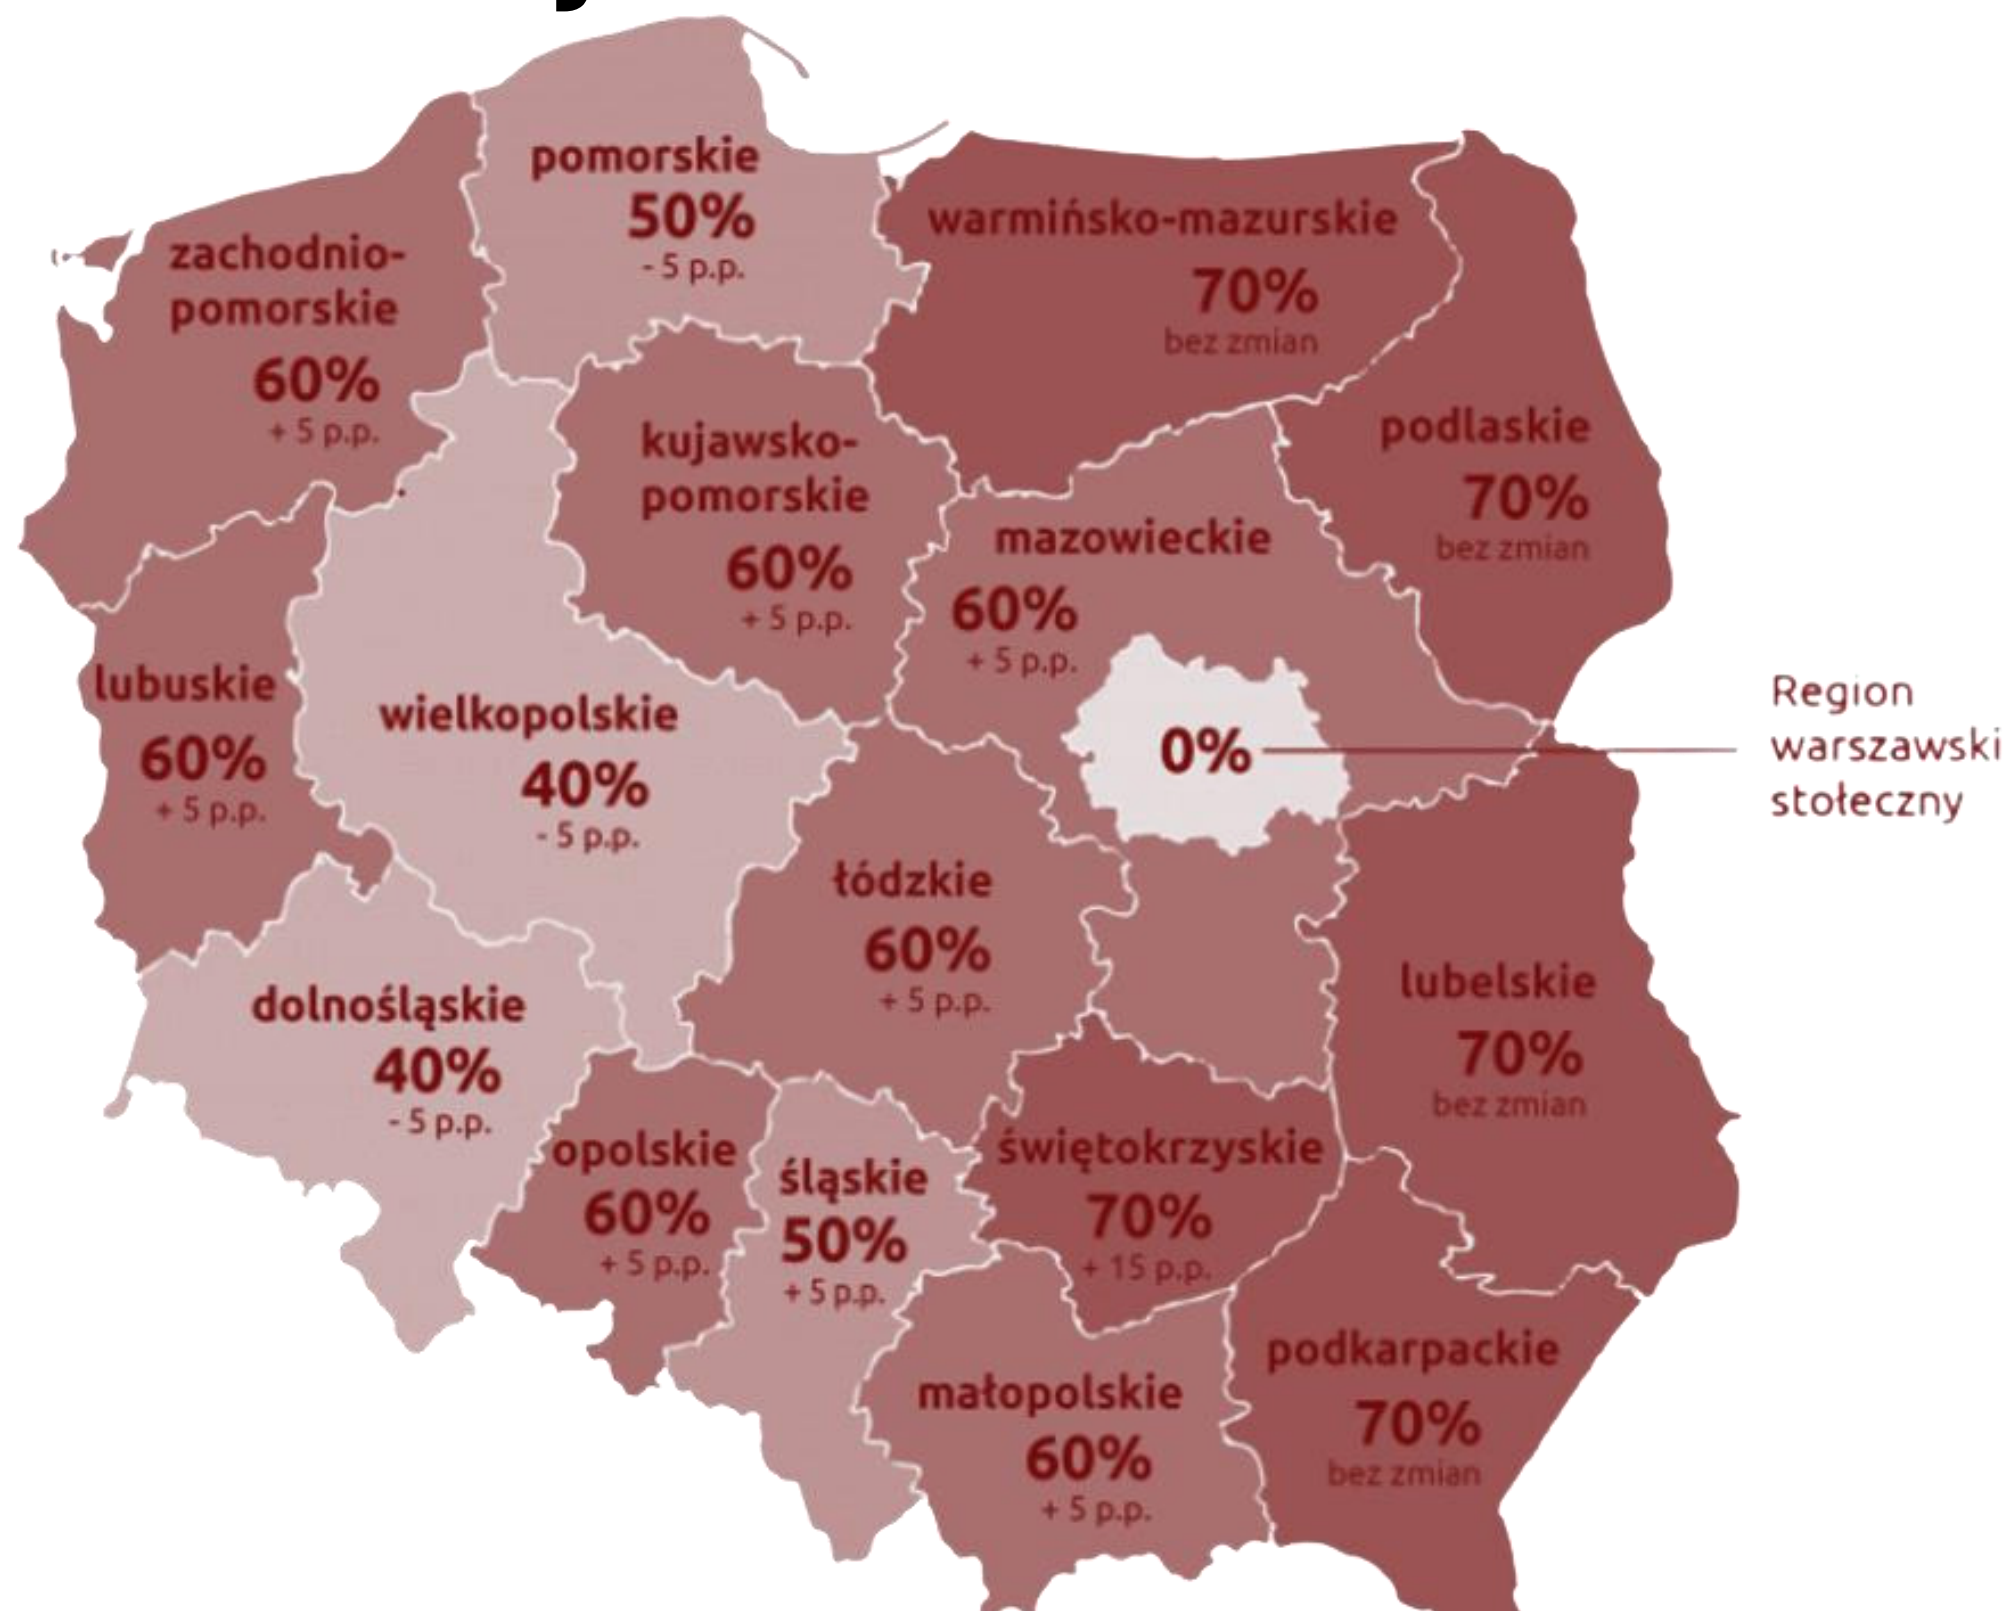 pomorskie
50%
- 5 p.p.
warmińsko-mazurskie
70%
bez zmian
zachodnio-
pomorskie
60%
+ 5 p.p.
podlaskie
70%
bez zmian
kujawsko-
pomorskie
60%
+ 5 p.p.
mazowieckie
60%
+ 5 p.p.
0%
Region
warszawski
stołeczny
lubuskie
60%
+ 5 p.p.
wielkopolskie
40%
- 5 p.p.
łódzkie
60%
+ 5 p.p.
lubelskie
70%
bez zmian
dolnośląskie
40%
- 5 p.p.
opolskie
60%
+ 5 p.p.
śląskie
50%
+ 5 p.p.
świętokrzyskie
70%
+ 15 p.p.
małopolskie
60%
+ 5 p.p.
podkarpackie
70%
bez zmian